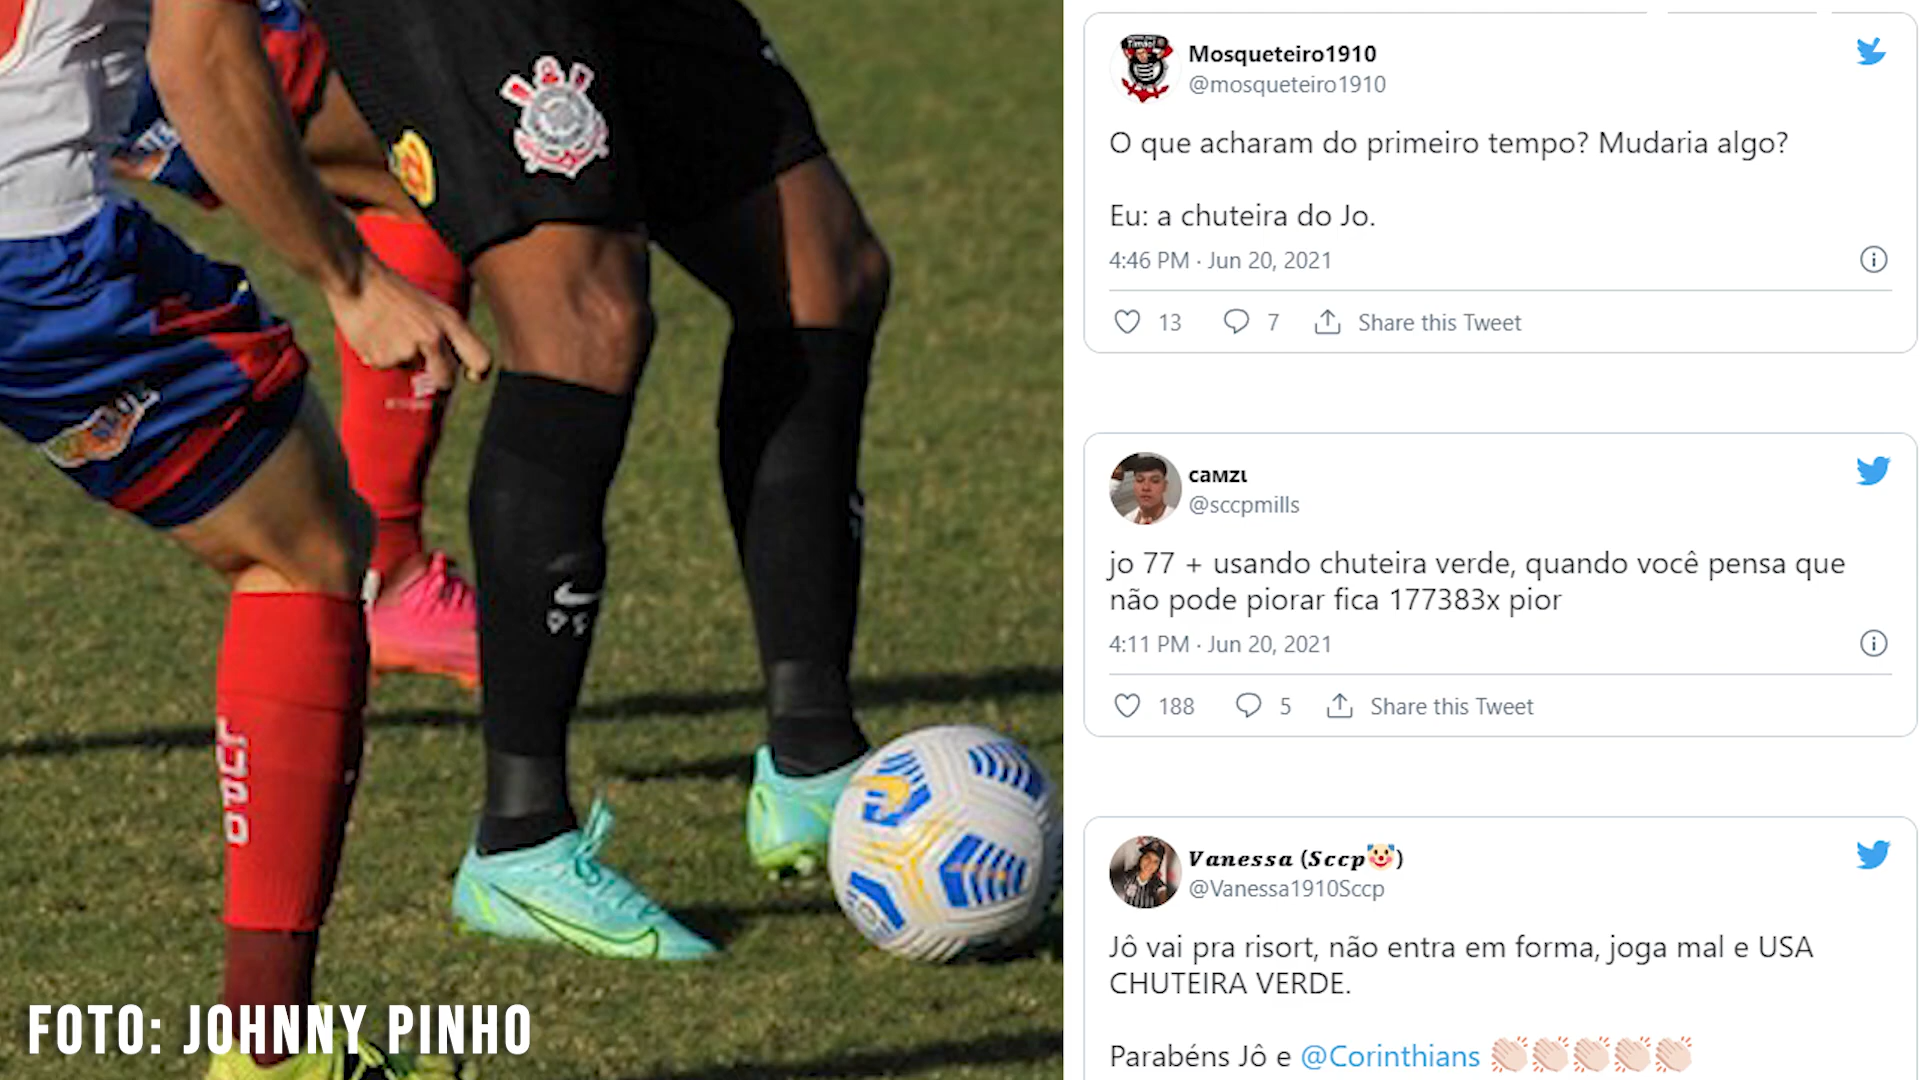 FOTO: JOHNNY PINHO
Mosqueteiro1910
@mosqueteiro1910
O que acharam do primeiro tempo? Mudaria algo?
Eu: a chuteira do Jo.
4:46 PM · Jun 20, 2021
13 7 Share this Tweet
caмzι
@sccpmills
jo 77 + usando chuteira verde, quando você pensa que
não pode piorar fica 177383x pior
4:11 PM · Jun 20, 2021
188 5 Share this Tweet
Vanessa (Sccp🤡)
@Vanessa1910Sccp
Jô vai pra risort, não entra em forma, joga mal e USA
CHUTEIRA VERDE.
Parabéns Jô e @Corinthians 👏🏻👏🏻👏🏻👏🏻👏🏻